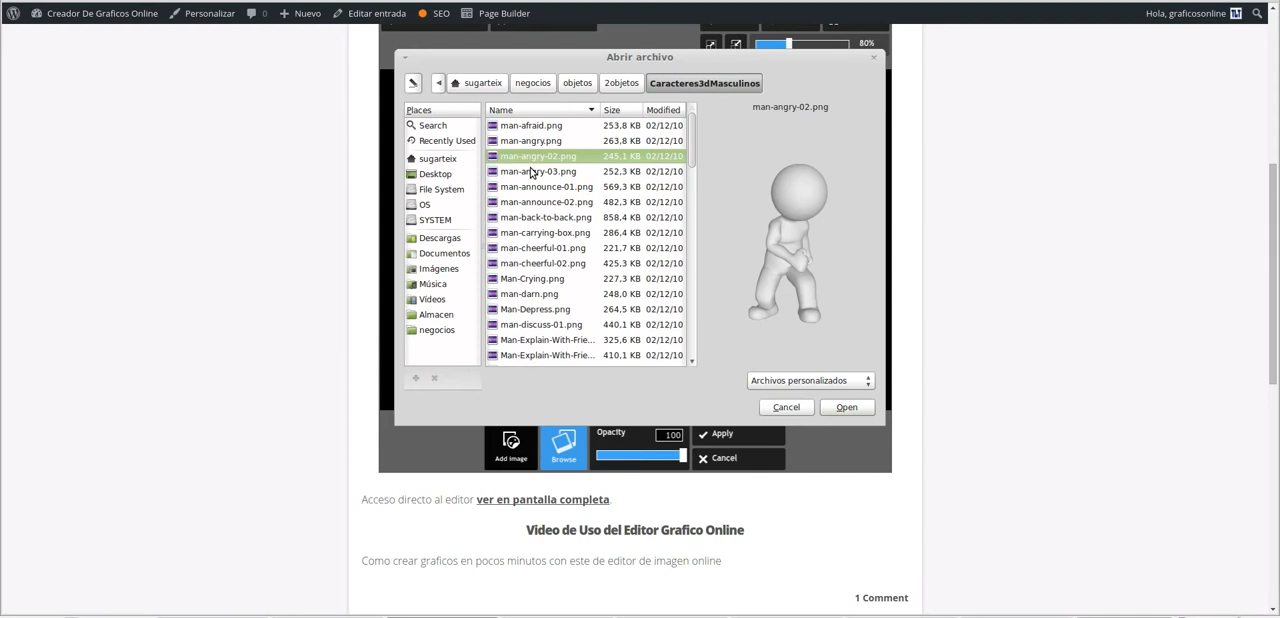 Creador De Graficos Online Personalizar 0 Nuevo Editar entrada SEO Page Builder Hola, graficosonline
80%
Abrir archivo
sugarteix negocios objetos 2objetos Caracteres3dMasculinos
Places
Search
Recently Used
sugarteix
Desktop
File System
OS
SYSTEM
Descargas
Documentos
Imágenes
Música
Vídeos
Almacen
negocios
Name Size Modified
man-afraid.png 253,8 KB 02/12/10
man-angry.png 263,8 KB 02/12/10
man-angry-02.png 245,1 KB 02/12/10
man-angry-03.png 252,3 KB 02/12/10
man-announce-01.png 569,3 KB 02/12/10
man-announce-02.png 482,3 KB 02/12/10
man-back-to-back.png 858,4 KB 02/12/10
man-carrying-box.png 286,4 KB 02/12/10
man-cheerful-01.png 221,7 KB 02/12/10
man-cheerful-02.png 425,3 KB 02/12/10
Man-Crying.png 227,3 KB 02/12/10
man-darn.png 248,0 KB 02/12/10
Man-Depress.png 264,5 KB 02/12/10
man-discuss-01.png 440,1 KB 02/12/10
Man-Explain-With-Frie... 325,6 KB 02/12/10
Man-Explain-With-Frie... 410,1 KB 02/12/10
man-angry-02.png
Archivos personalizados
Cancel Open
Add image Browse
Opacity 100
Apply
Cancel
Acceso directo al editor ver en pantalla completa.
Video de Uso del Editor Grafico Online
Como crear graficos en pocos minutos con este de editor de imagen online
1 Comment